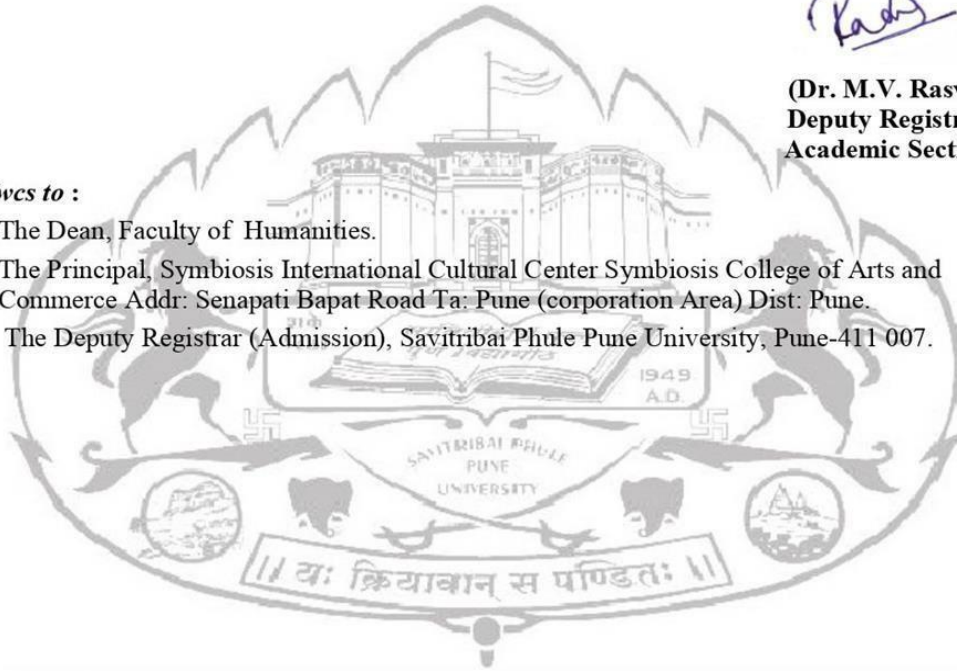 (Dr. M.V. Rasv
Deputy Registr
Academic Secti
wcs to :
The Dean, Faculty of Humanities.
The Principal, Symbiosis International Cultural Center Symbiosis College of Arts and
Commerce Addr: Senapati Bapat Road Ta: Pune (corporation Area) Dist: Pune.
The Deputy Registrar (Admission), Savitribai Phule Pune University, Pune-411 007.
1949
A.D.
SAVITRIBAI PHULE
PUNE
UNIVERSITY
|| यः क्रियावान् स पण्डितः ||